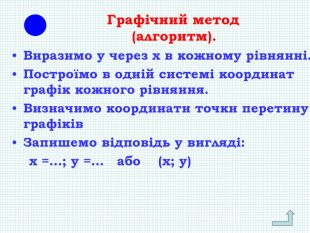 Графічний метод
(алгоритм).
• Виразимо у через х в кожному рівнянні.
• Построїмо в одній системі координат
графік кожного рівняння.
• Визначимо координати точки перетину
графіків
• Запишемо відповідь у вигляді:
х =...; у =... або (х; у)